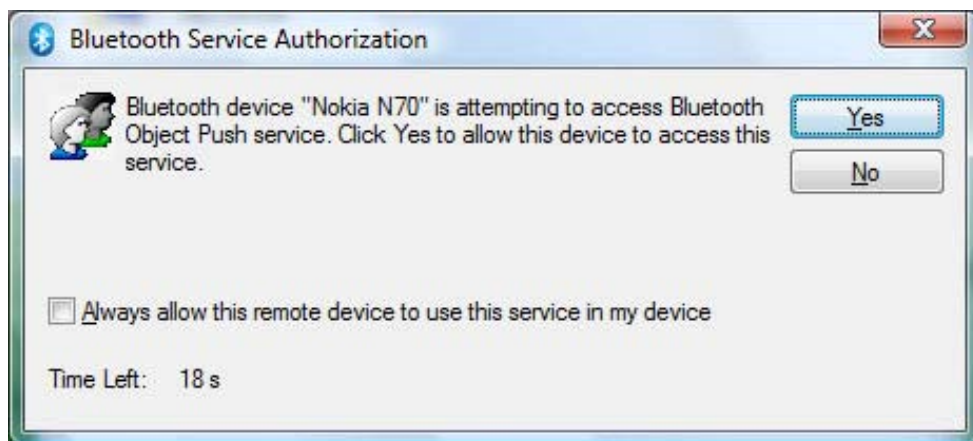 Bluetooth Service Authorization
Bluetooth device "Nokia N70" is attempting to access Bluetooth
Object Push service. Click Yes to allow this device to access this
service.
Yes
No
Always allow this remote device to use this service in my device
Time Left: 18 s